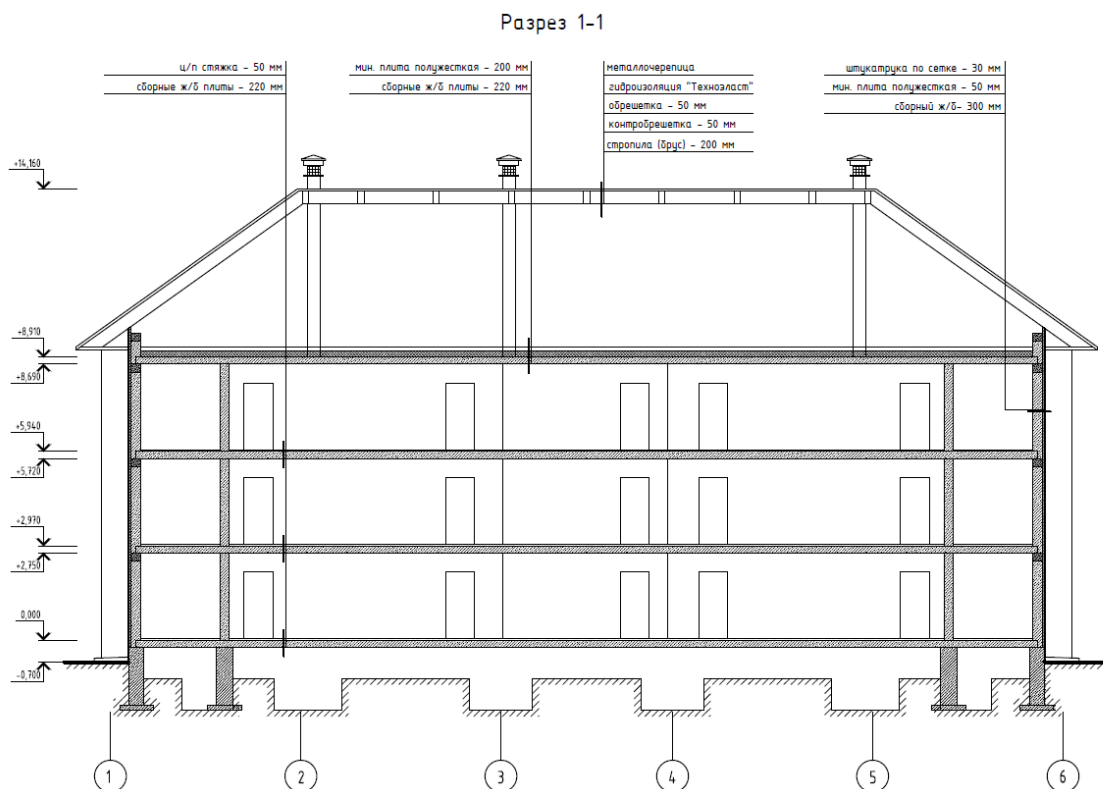 Разрез 1-1
ц/п стяжка - 50 мм
сборные ж/б плиты - 220 мм
мин. плита полужесткая - 200 мм
сборные ж/б плиты - 220 мм
металлочерепица
гидроизоляция "Техноэласт"
обрешетка - 50 мм
контробрешетка - 50 мм
стропила (брус) - 200 мм
штукатрука по сетке - 30 мм
мин. плита полужесткая - 50 мм
сборный ж/б- 300 мм
+14,160
+8,910
+8,690
+5,940
+5,720
+2,970
+2,750
0,000
-0,700
1
2
3
4
5
6